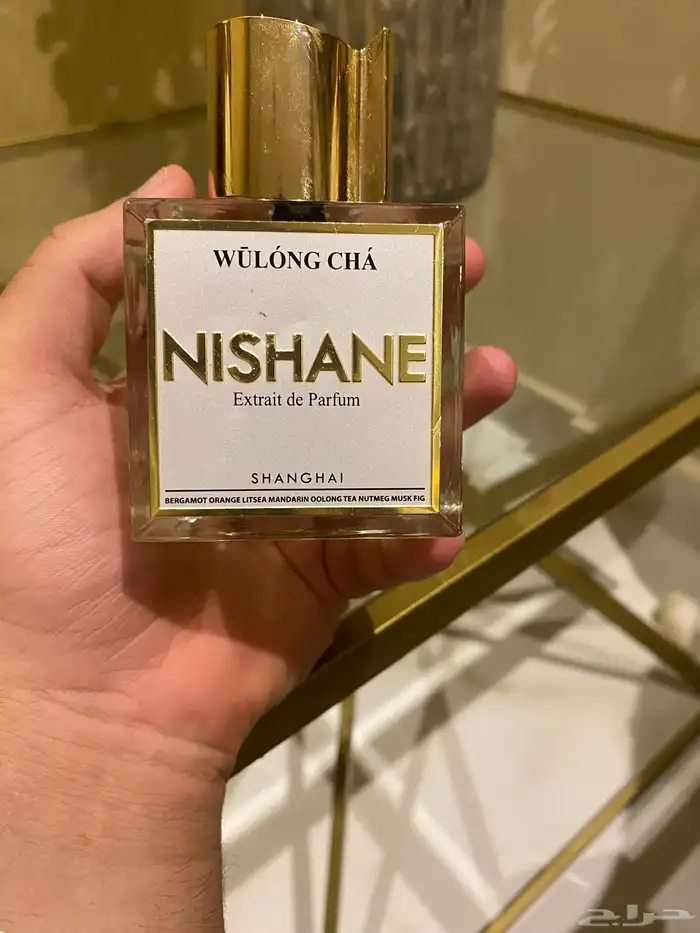 WŪLÓNG CHÁ
NISHANE
Extrait de Parfum
SHANGHAI
BERGAMOT ORANGE LITSEA MANDARIN OOLONG TEA NUTMEG MUSK FIG
حراج